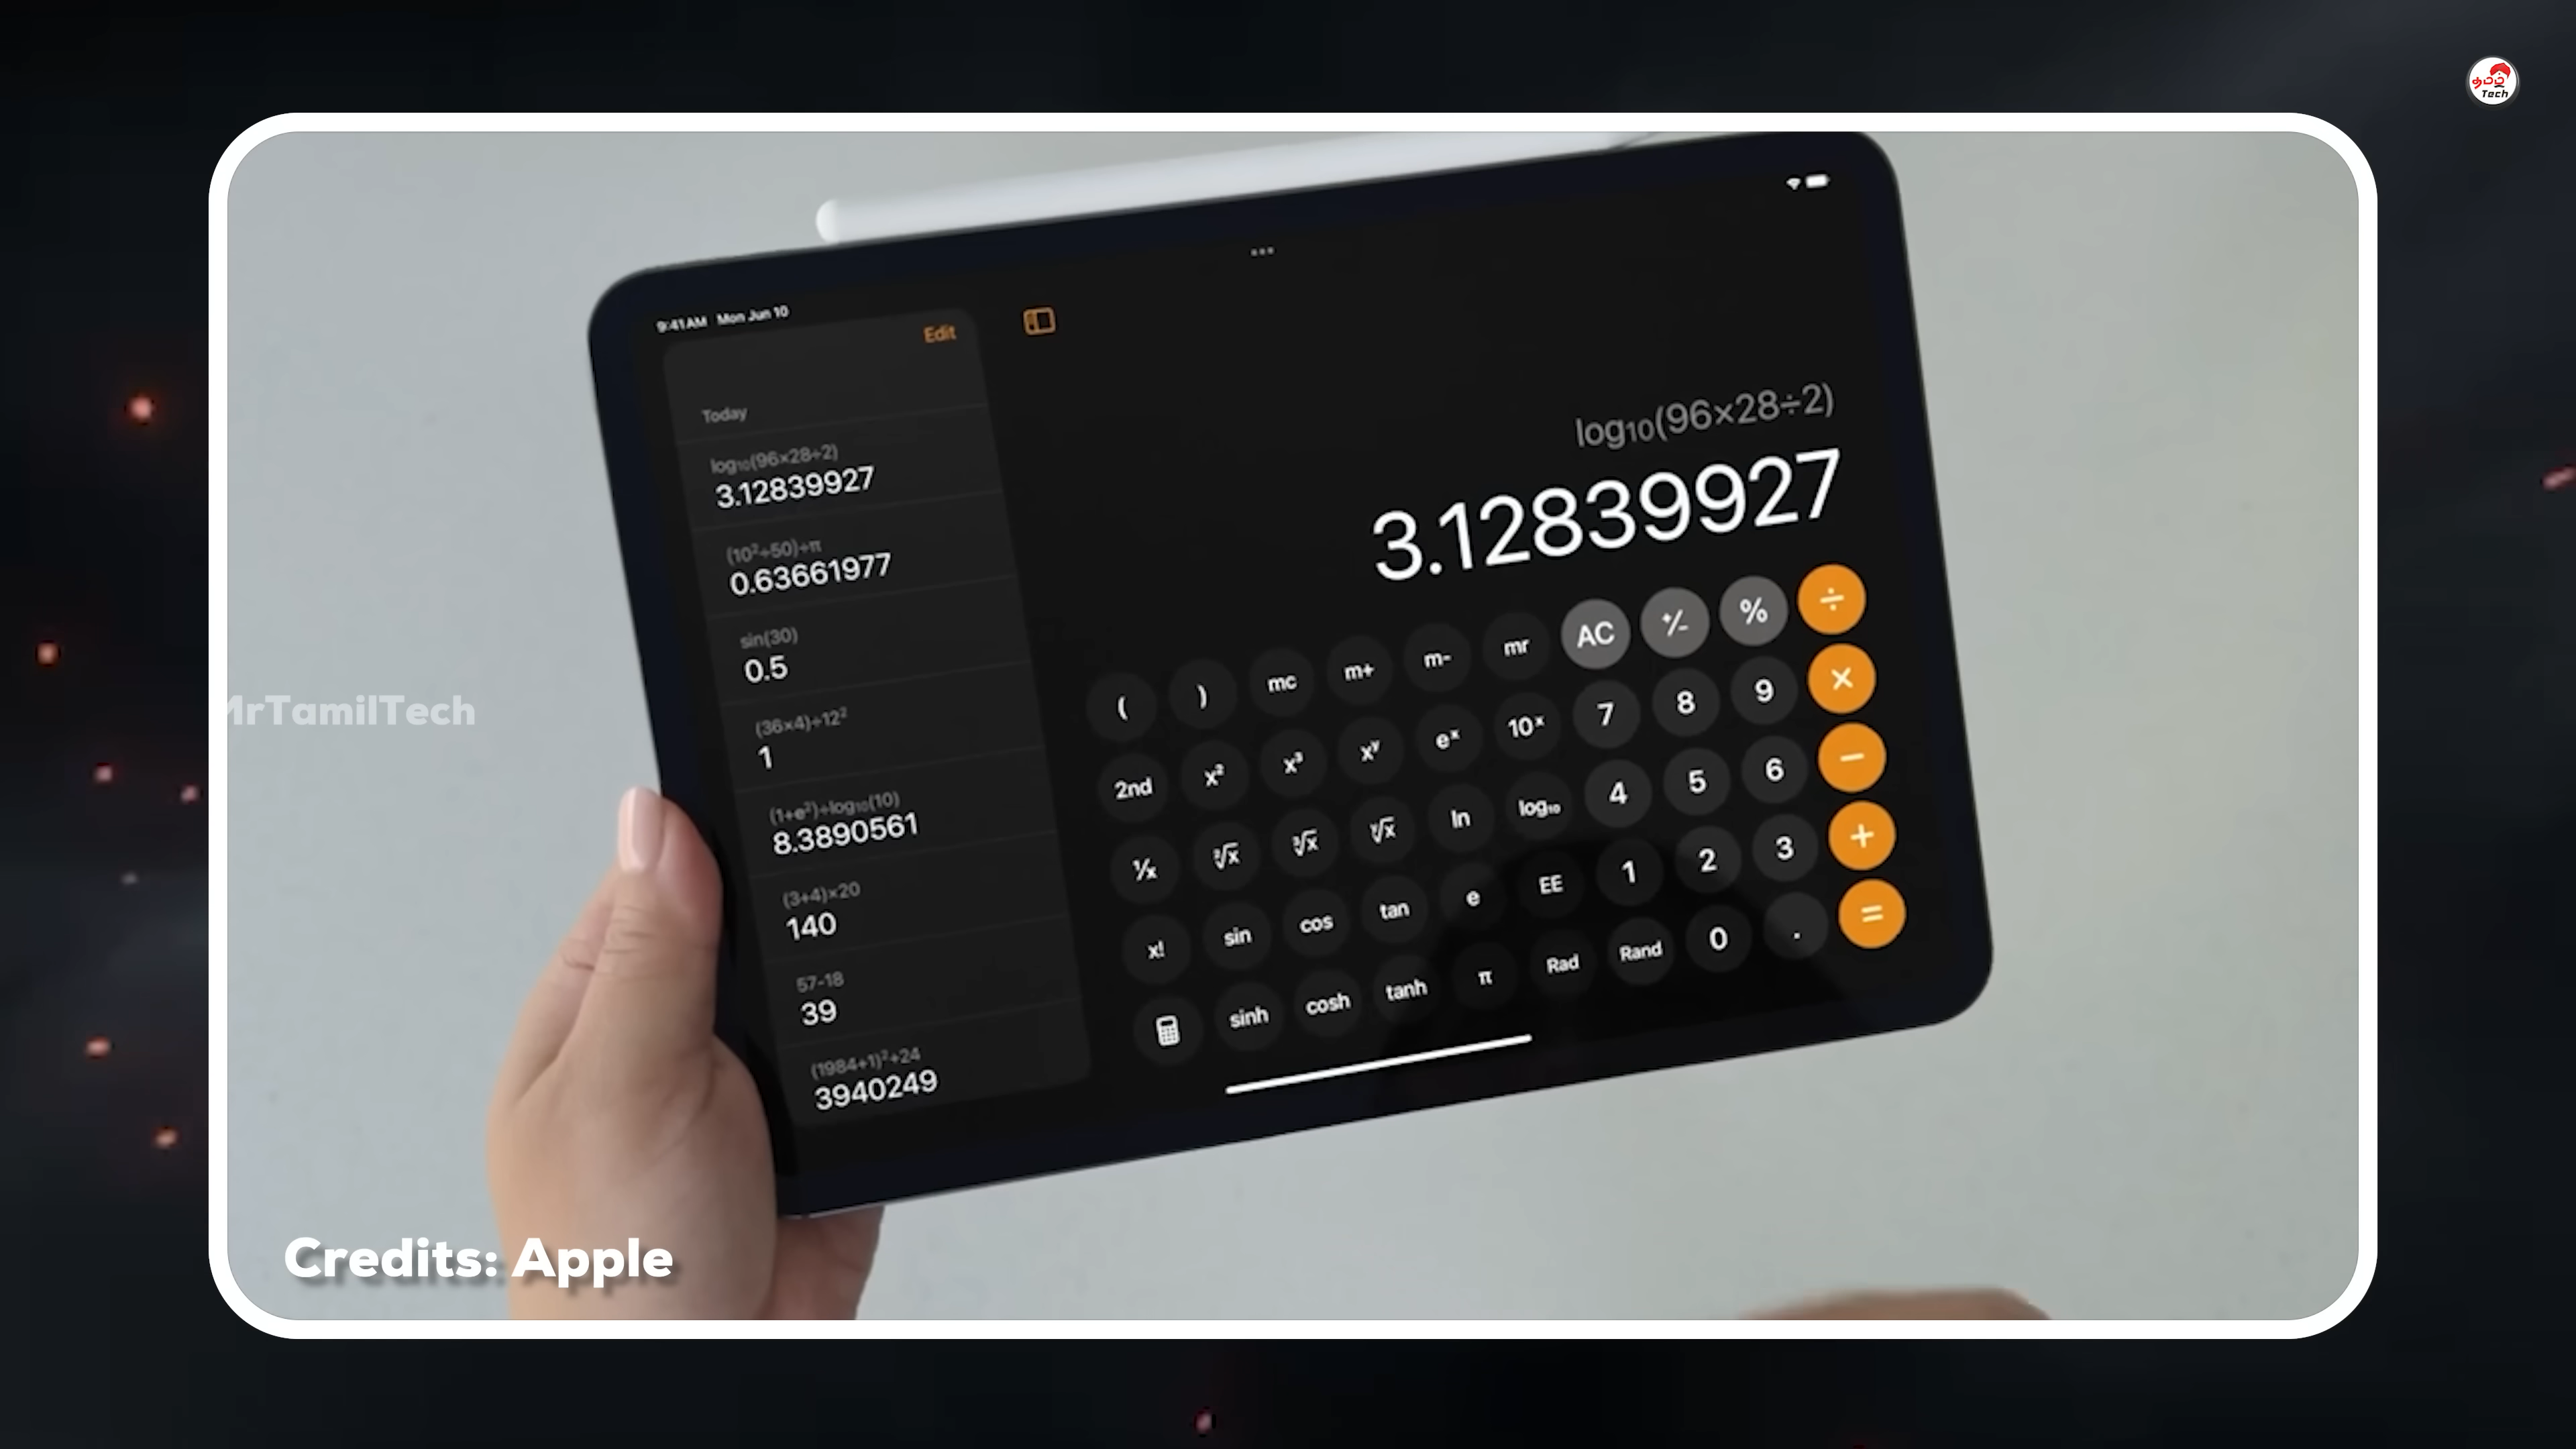 தமிழ்
Tech
9:41AM Mon Jun 10
Edit
Today
log₁₀(96×28÷2)
3.12839927
(10²÷50)÷π
0.63661977
sin(30)
0.5
(36×4)÷12²
1
(1+e²)÷log₁₀(10)
8.3890561
(3+4)×20
140
57-18
39
(1984+1)²+24
3940249
log₁₀(96×28÷2)
3.12839927
( ) mc m+ m- mr AC +/- % ÷
2nd x² x³ xʸ eˣ 10ˣ 7 8 9 ×
¹/x ²√x ³√x ʸ√x ln log₁₀ 4 5 6 −
x! sin cos tan e EE 1 2 3 +
sinh cosh tanh π Rad Rand 0 . =
MrTamilTech
Credits: Apple